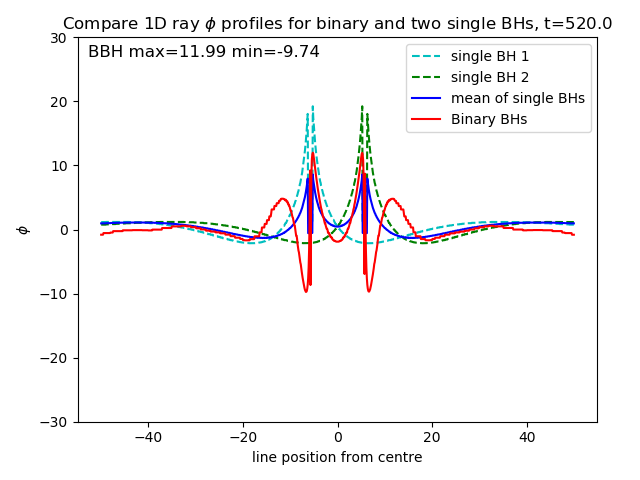 Compare 1D ray ϕ profiles for binary and two single BHs, t=520.0
BBH max=11.99 min=-9.74
single BH 1
single BH 2
mean of single BHs
Binary BHs
30
20
10
0
−10
−20
−30
ϕ
−40
−20
0
20
40
line position from centre